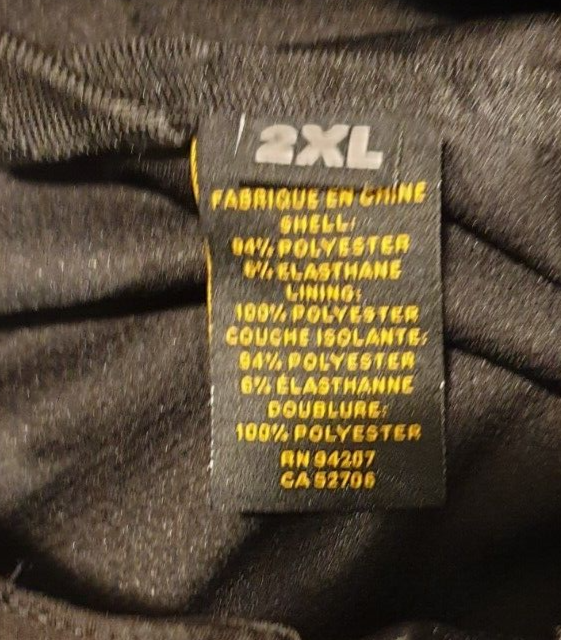 2XL
FABRIQUE EN CHINE
SHELL:
94% POLYESTER
6% ELASTHANE
LINING:
100% POLYESTER
COUCHE ISOLANTE:
94% POLYESTER
6% ÉLASTHANNE
DOUBLURE:
100% POLYESTER
RN 94207
CA 52706